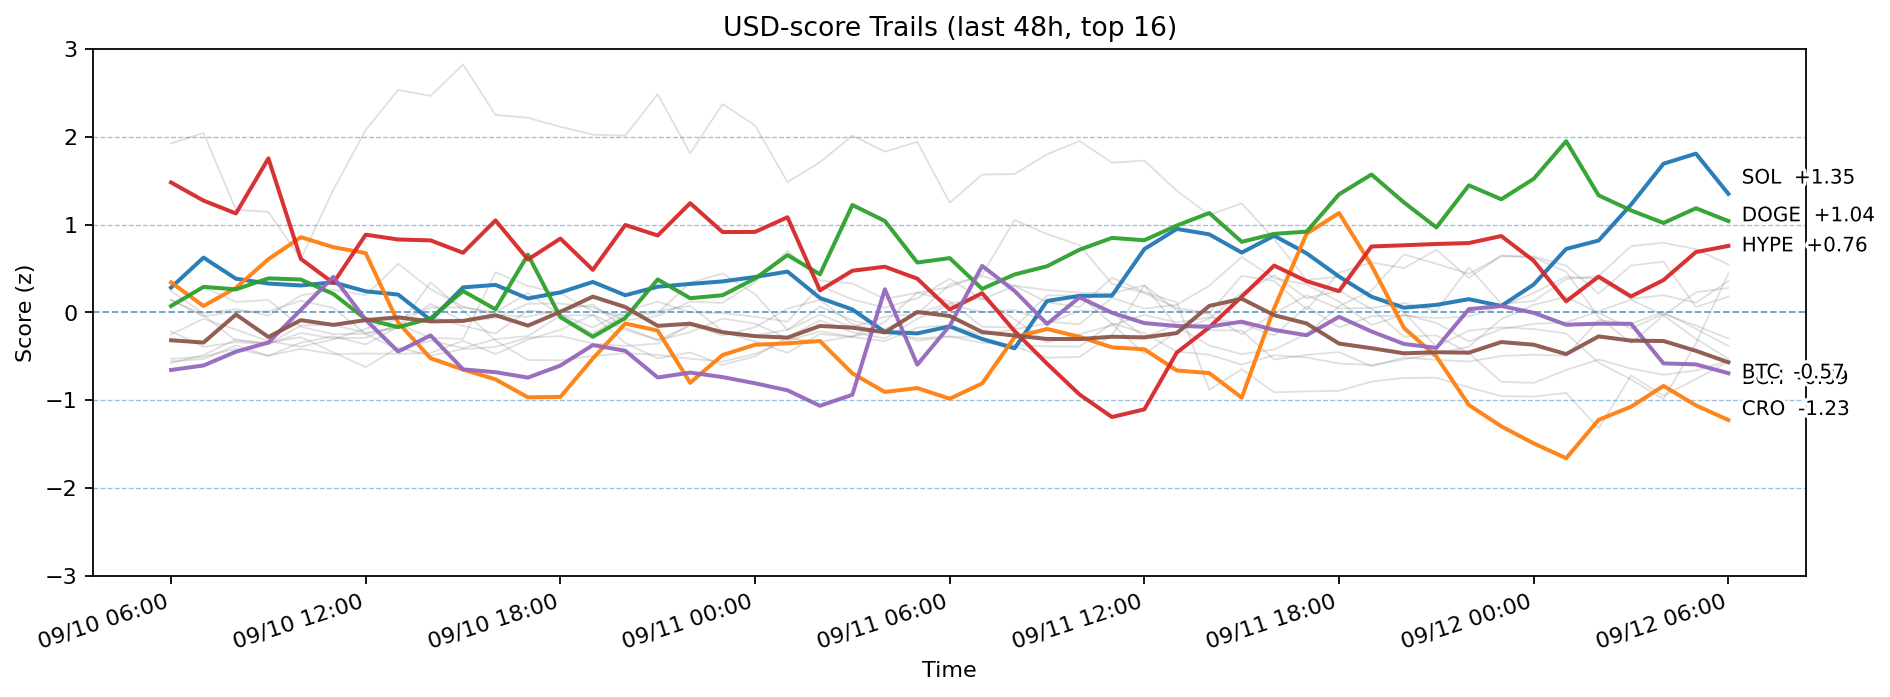 USD-score Trails (last 48h, top 16)
3
2
1
0
−1
−2
−3
Score (z)
SOL +1.35
DOGE +1.04
HYPE +0.76
BTC -0.57
CRO -1.23
09/10 06:00
09/10 12:00
09/10 18:00
09/11 00:00
09/11 06:00
09/11 12:00
09/11 18:00
09/12 00:00
09/12 06:00
Time